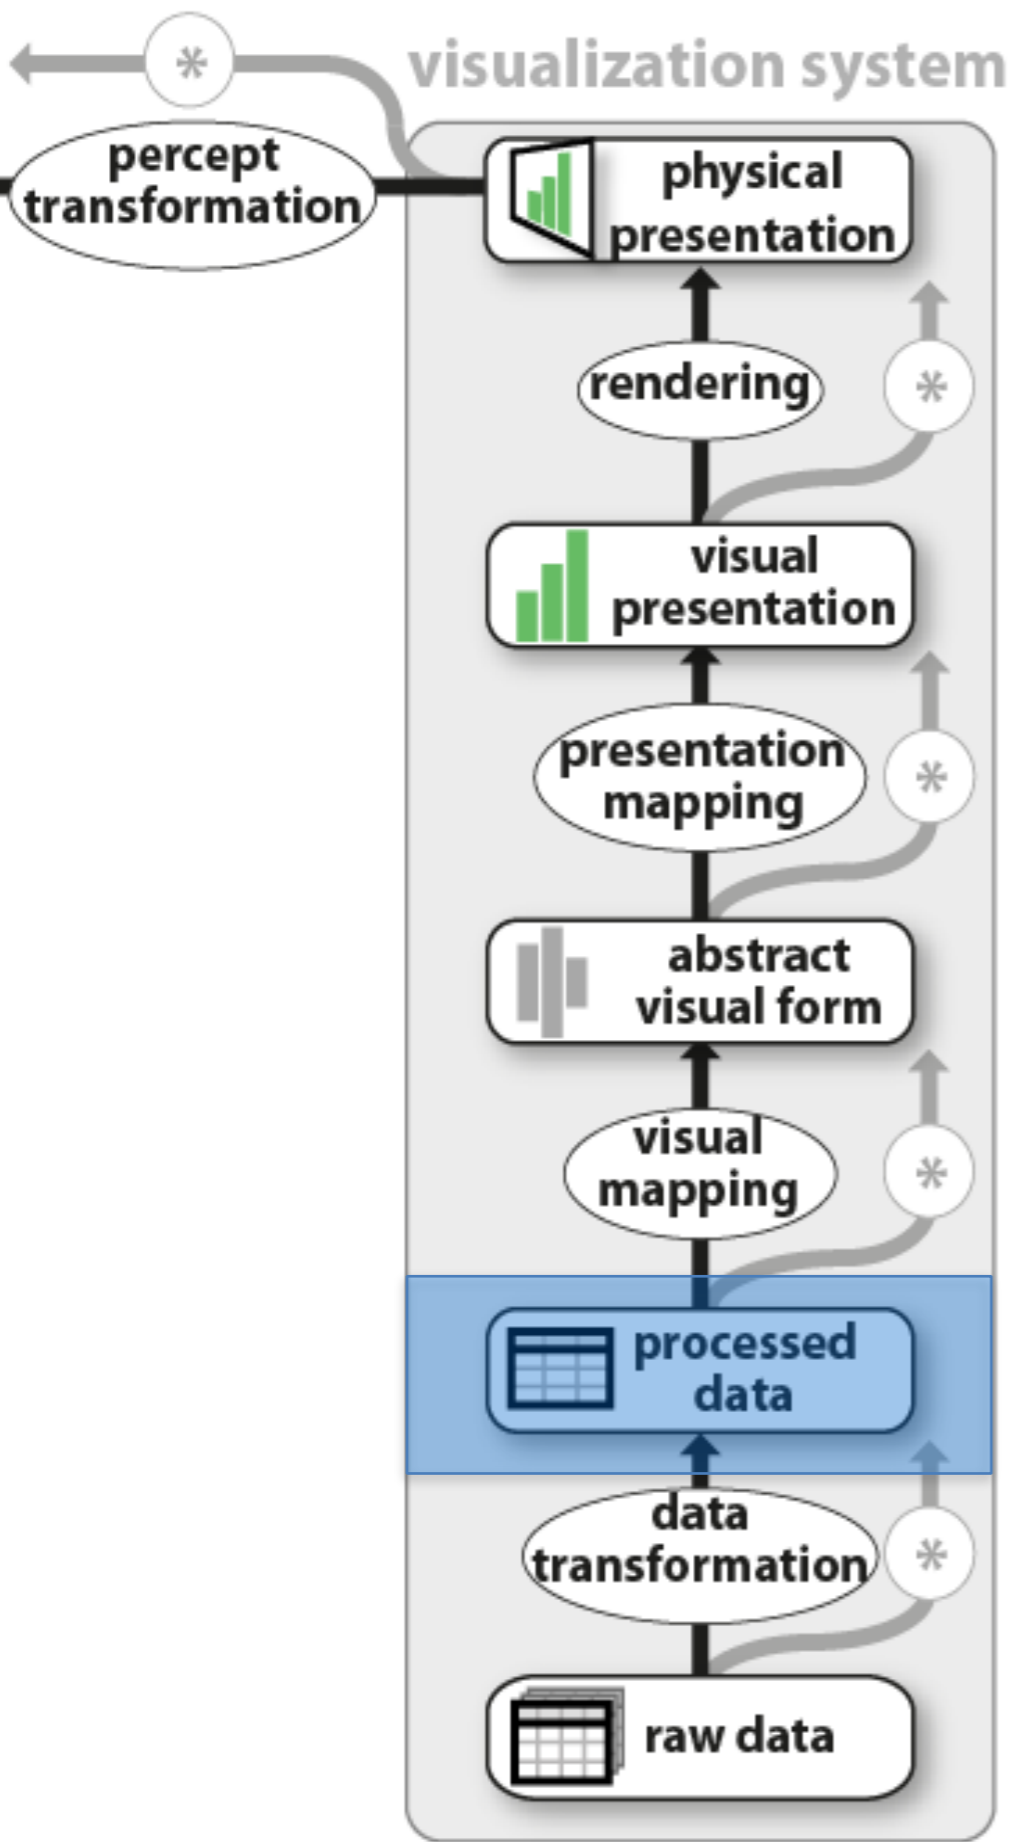 *
visualization system
percept
transformation
physical
presentation
rendering
*
visual
presentation
presentation
mapping
*
abstract
visual form
visual
mapping
*
processed
data
data
transformation
*
raw data